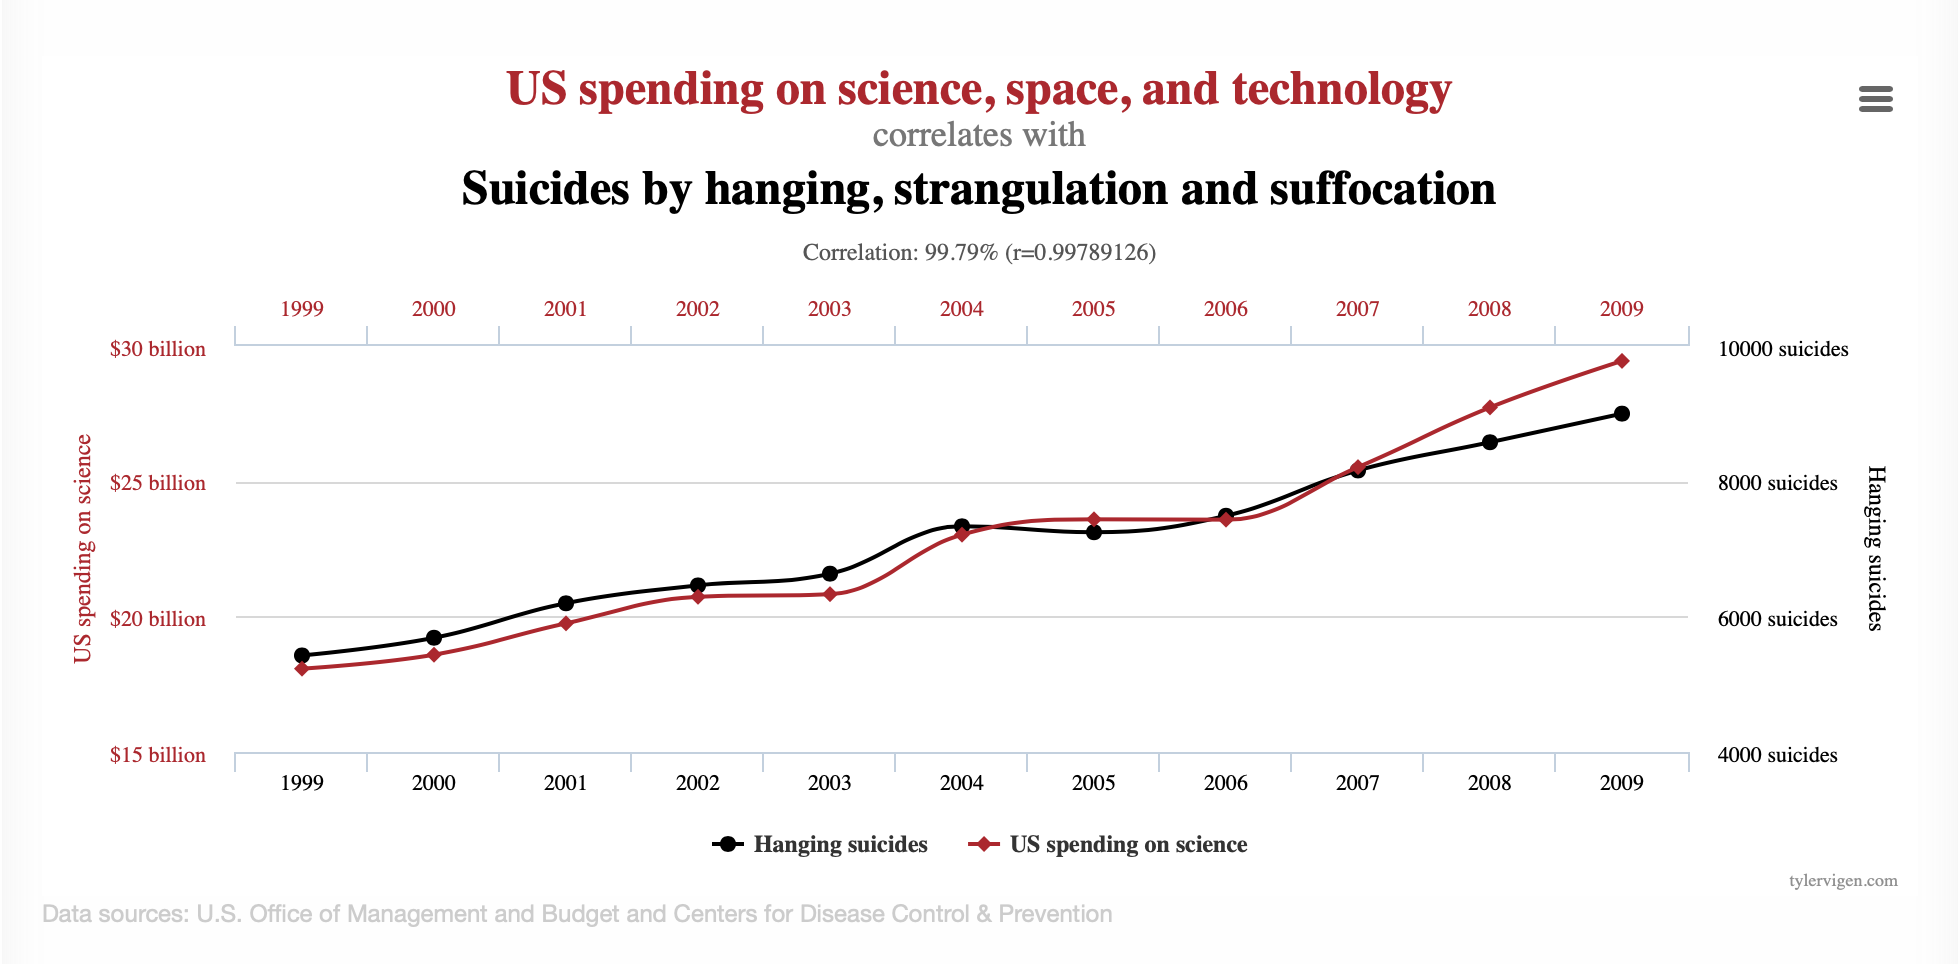 US spending on science, space, and technology
correlates with
Suicides by hanging, strangulation and suffocation
Correlation: 99.79% (r=0.99789126)
1999 2000 2001 2002 2003 2004 2005 2006 2007 2008 2009
$30 billion 10000 suicides
$25 billion 8000 suicides
$20 billion 6000 suicides
$15 billion 4000 suicides
US spending on science
Hanging suicides
1999 2000 2001 2002 2003 2004 2005 2006 2007 2008 2009
Hanging suicides US spending on science
tylervigen.com
Data sources: U.S. Office of Management and Budget and Centers for Disease Control & Prevention